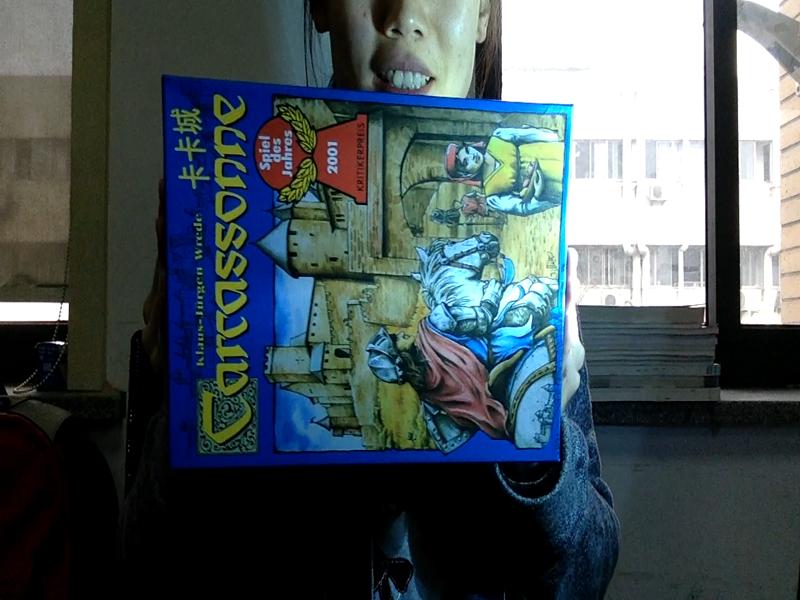 卡卡城
Klaus-Jürgen Wrede
Carcassonne
Spiel
des
Jahres
2001
KRITIKERPREIS